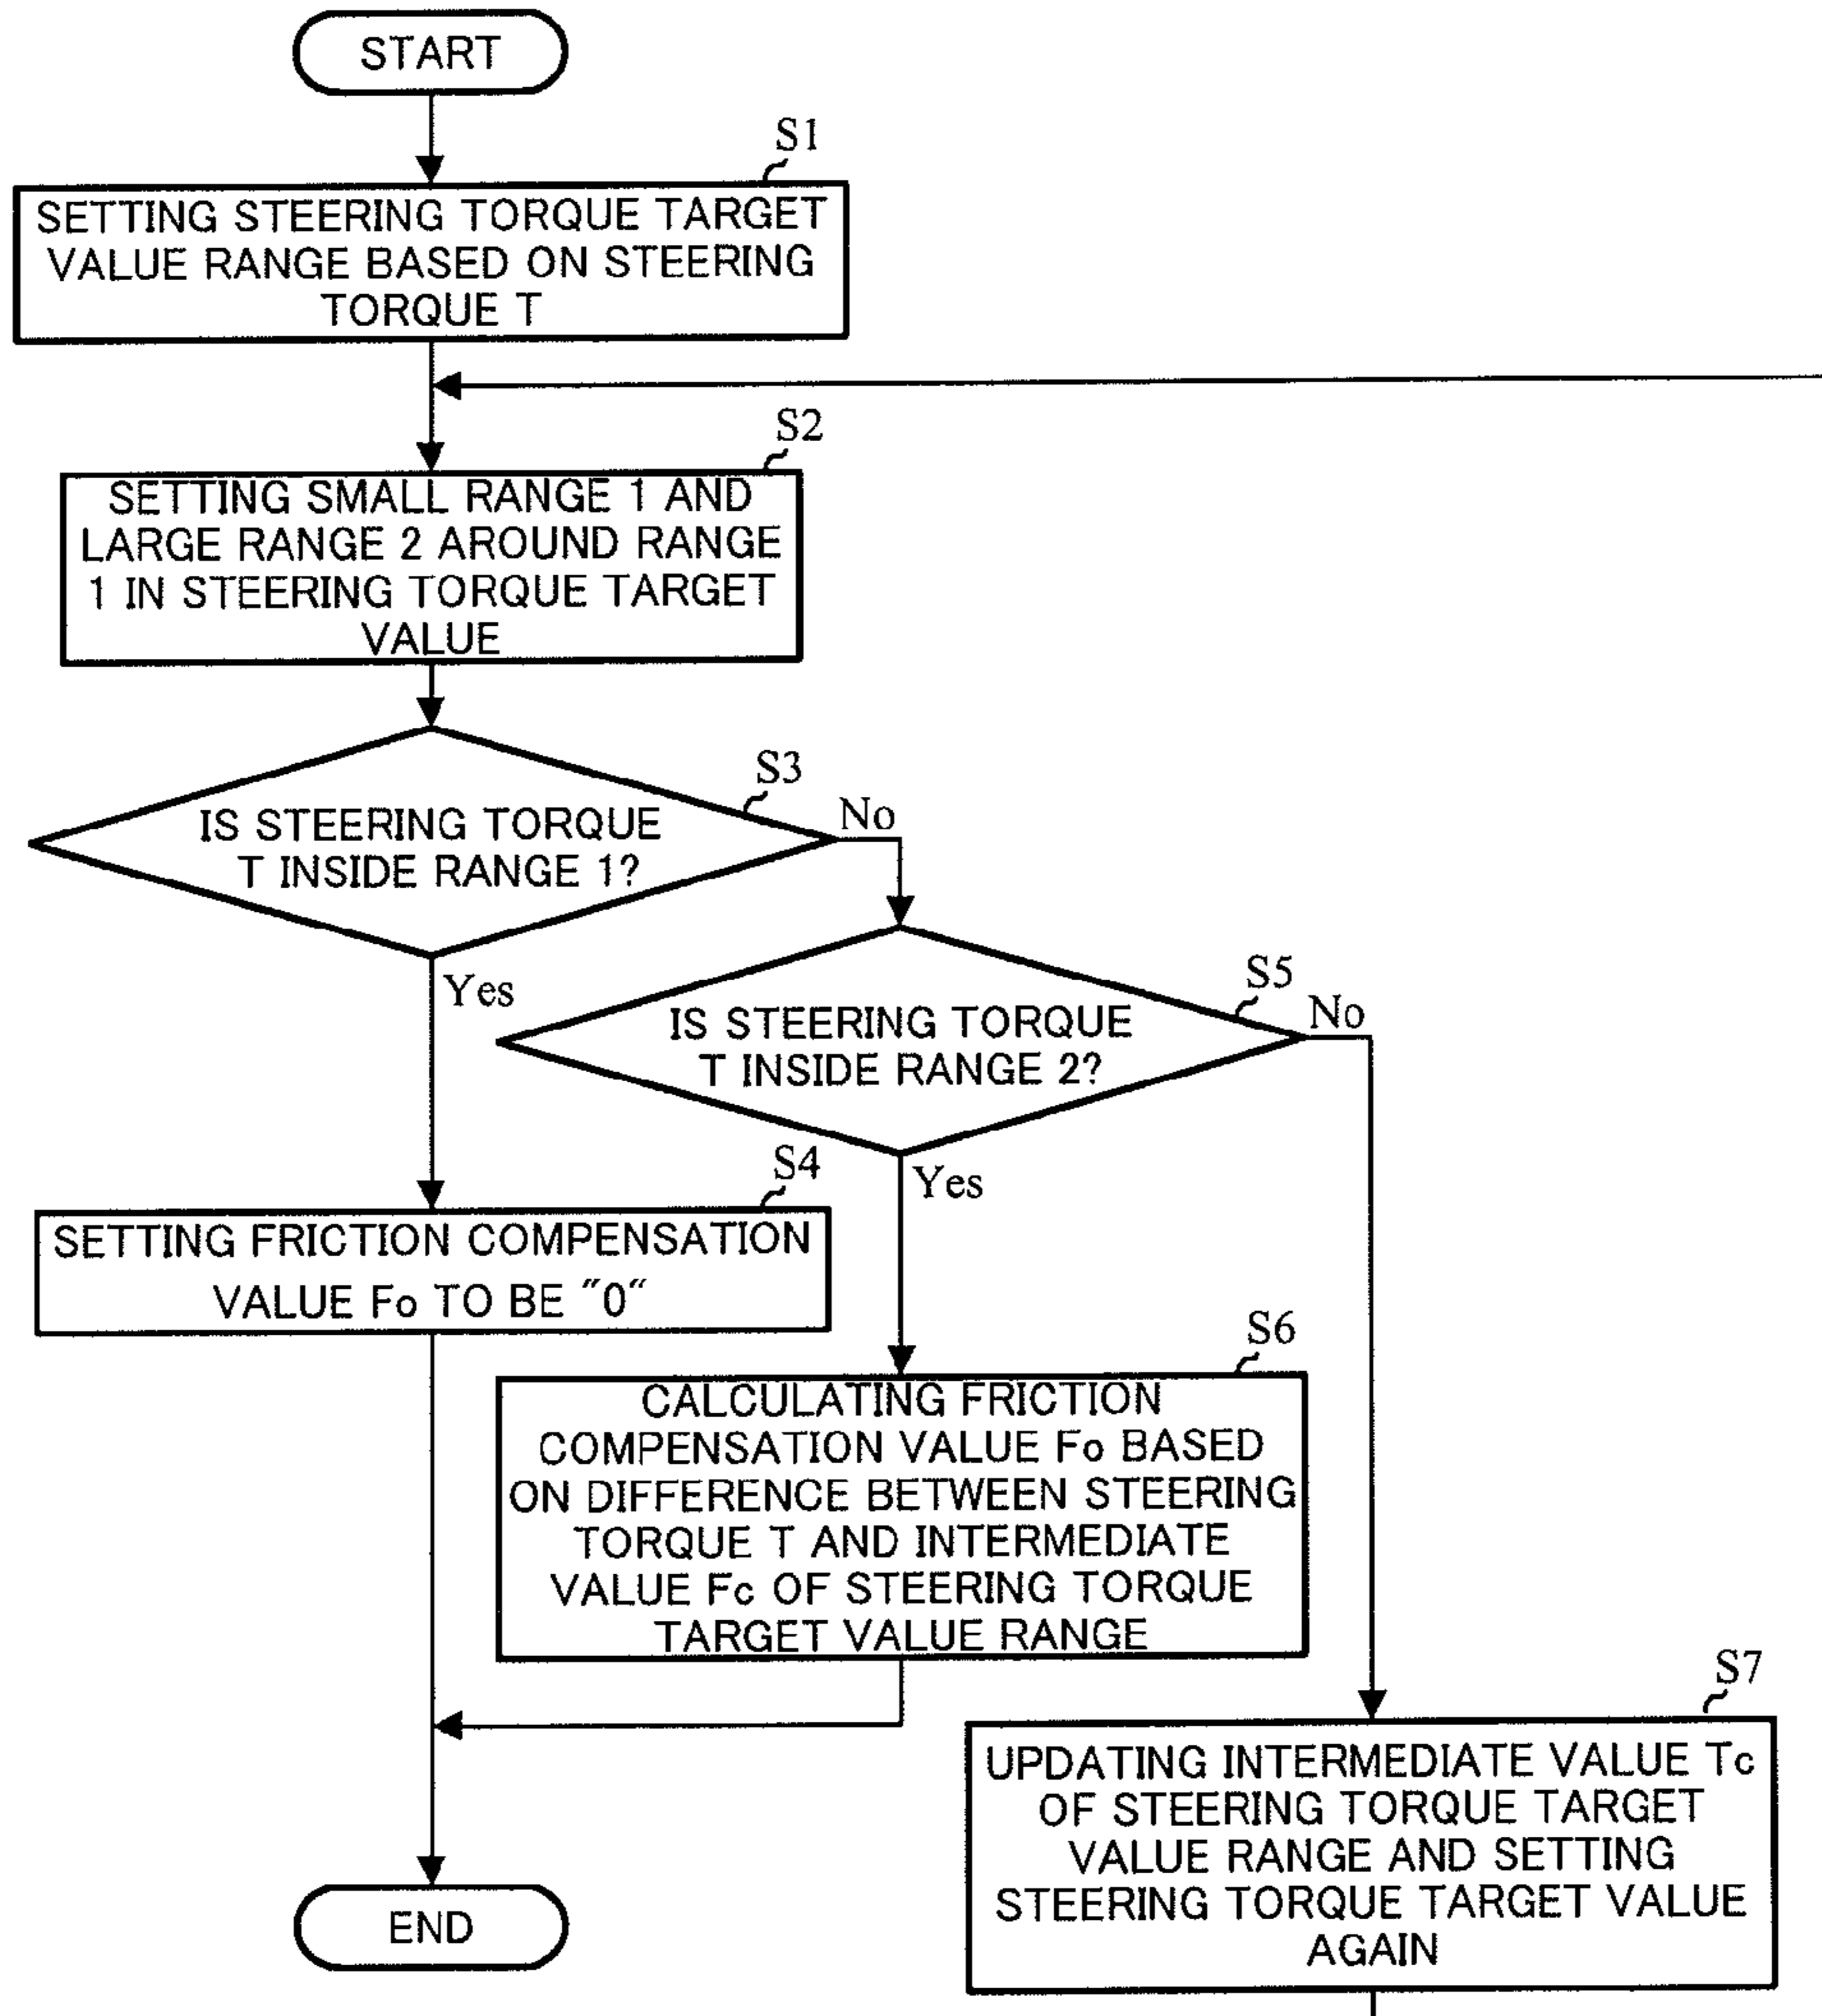 START
S1
SETTING STEERING TORQUE TARGET
VALUE RANGE BASED ON STEERING
TORQUE T
S2
SETTING SMALL RANGE 1 AND
LARGE RANGE 2 AROUND RANGE
1 IN STEERING TORQUE TARGET
VALUE
S3
IS STEERING TORQUE
T INSIDE RANGE 1?
No
Yes
S5
IS STEERING TORQUE
T INSIDE RANGE 2?
No
Yes
S4
SETTING FRICTION COMPENSATION
VALUE Fo TO BE "0"
S6
CALCULATING FRICTION
COMPENSATION VALUE Fo BASED
ON DIFFERENCE BETWEEN STEERING
TORQUE T AND INTERMEDIATE
VALUE Fc OF STEERING TORQUE
TARGET VALUE RANGE
S7
UPDATING INTERMEDIATE VALUE Tc
OF STEERING TORQUE TARGET
VALUE RANGE AND SETTING
STEERING TORQUE TARGET VALUE
AGAIN
END